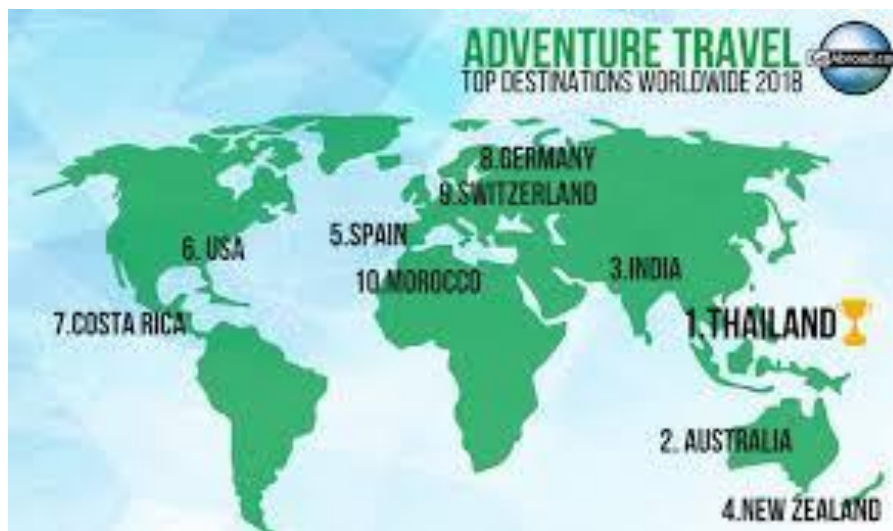 ADVENTURE TRAVEL
TOP DESTINATIONS WORLDWIDE 2018
8.GERMANY
9.SWITZERLAND
5.SPAIN
6. USA
10.MOROCCO
3.INDIA
7.COSTA RICA
1.THAILAND
2. AUSTRALIA
4.NEW ZEALAND